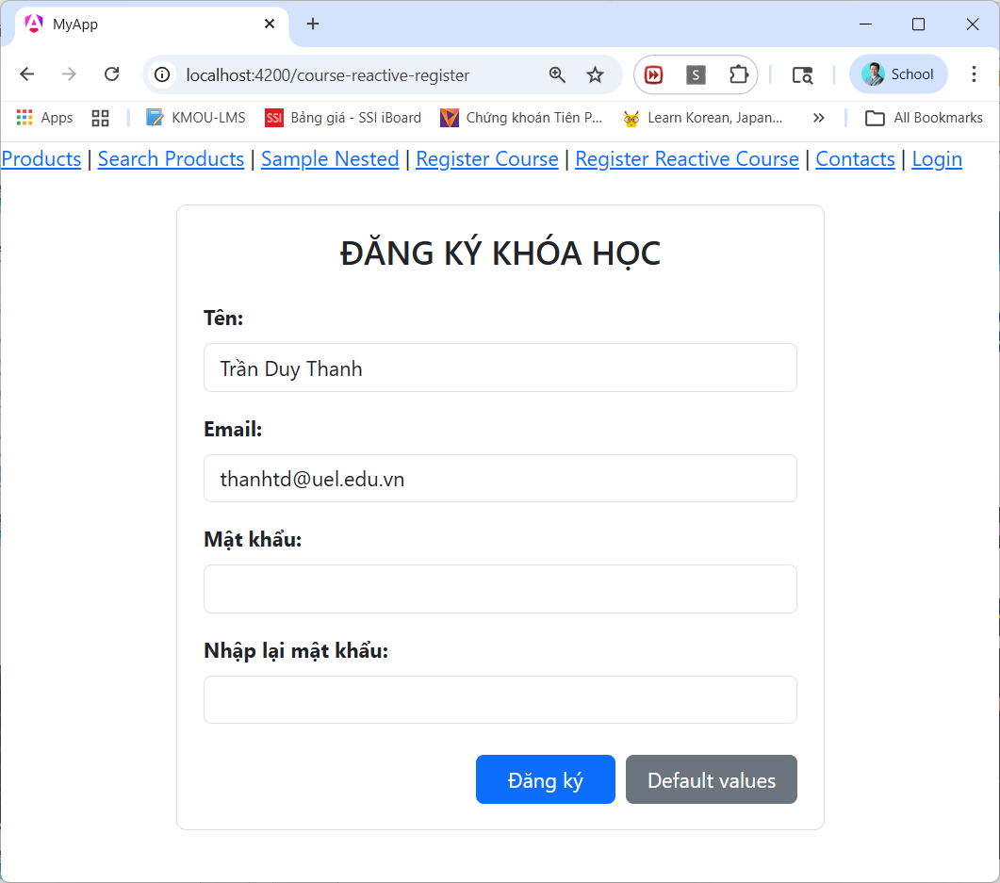 MyApp
localhost:4200/course-reactive-register
S
School
Apps
KMOU-LMS
SSI
Bảng giá - SSI iBoard
Chứng khoán Tiên P...
Learn Korean, Japan...
All Bookmarks
Products | Search Products | Sample Nested | Register Course | Register Reactive Course | Contacts | Login
ĐĂNG KÝ KHÓA HỌC
Tên:
Trần Duy Thanh
Email:
thanhtd@uel.edu.vn
Mật khẩu:
Nhập lại mật khẩu:
Đăng ký
Default values